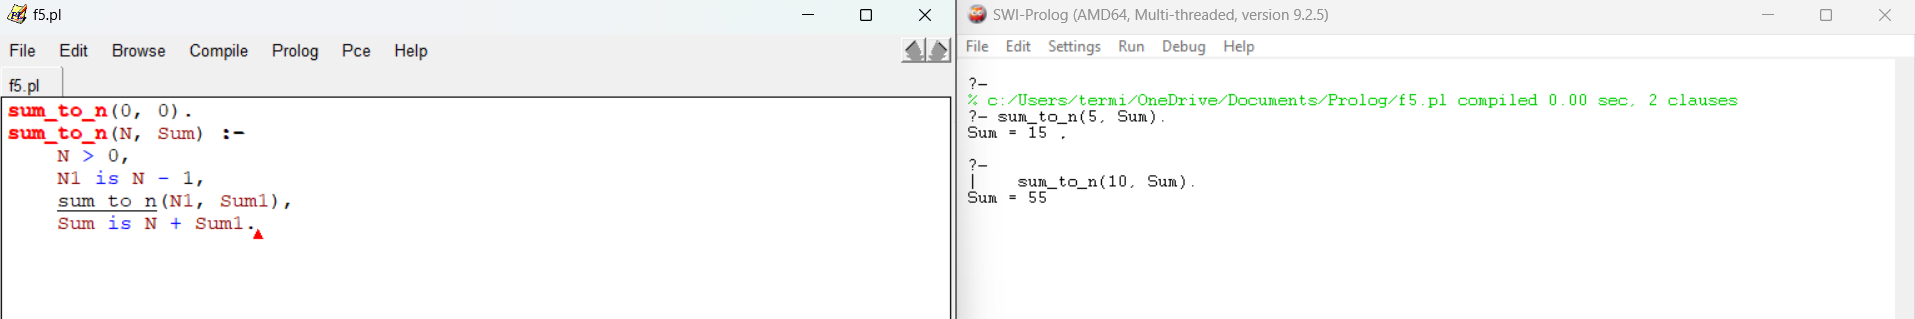 f5.pl
File Edit Browse Compile Prolog Pce Help
f5.pl
sum_to_n(0, 0).
sum_to_n(N, Sum) :-
    N > 0,
    N1 is N - 1,
    sum_to_n(N1, Sum1),
    Sum is N + Sum1.
SWI-Prolog (AMD64, Multi-threaded, version 9.2.5)
File Edit Settings Run Debug Help
?-
% c:/Users/termi/OneDrive/Documents/Prolog/f5.pl compiled 0.00 sec, 2 clauses
?- sum_to_n(5, Sum).
Sum = 15 .
?-
|    sum_to_n(10, Sum).
Sum = 55